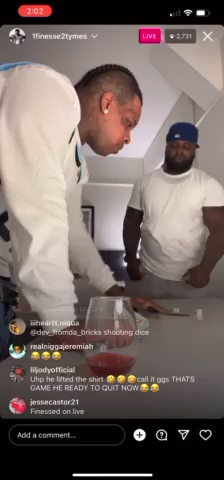 2:02
1finesse2tymes
LIVE
2,731
iiiheartt.niqua
@dev_fromda_bricks shooting dice
realniggajeremiah
😂😂😂
liljodyofficial
Uhp he lifted the shirt 🤣🤣🤣call it ggs THATS
GAME HE READY TO QUIT NOW😂😂
jessecastor21
Finessed on live
Add a comment...